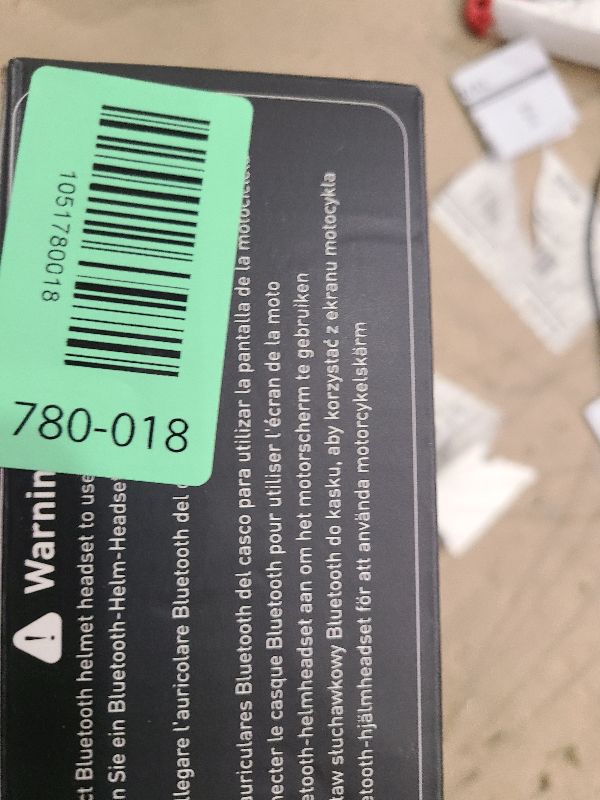 1051780018
780-018
Warnin
ct Bluetooth helmet headset to use
n Sie ein Bluetooth-Helm-Headse
llegare l'auricolare Bluetooth del
auriculares Bluetooth del casco para utilizar la pantalla de la motocicleta
necter le casque Bluetooth pour utiliser l'écran de la moto
etooth-helmheadset aan om het motorscherm te gebruiken
taw słuchawkowy Bluetooth do kasku, aby korzystać z ekranu motocykla
etooth-hjälmheadset för att använda motorcykelskärm